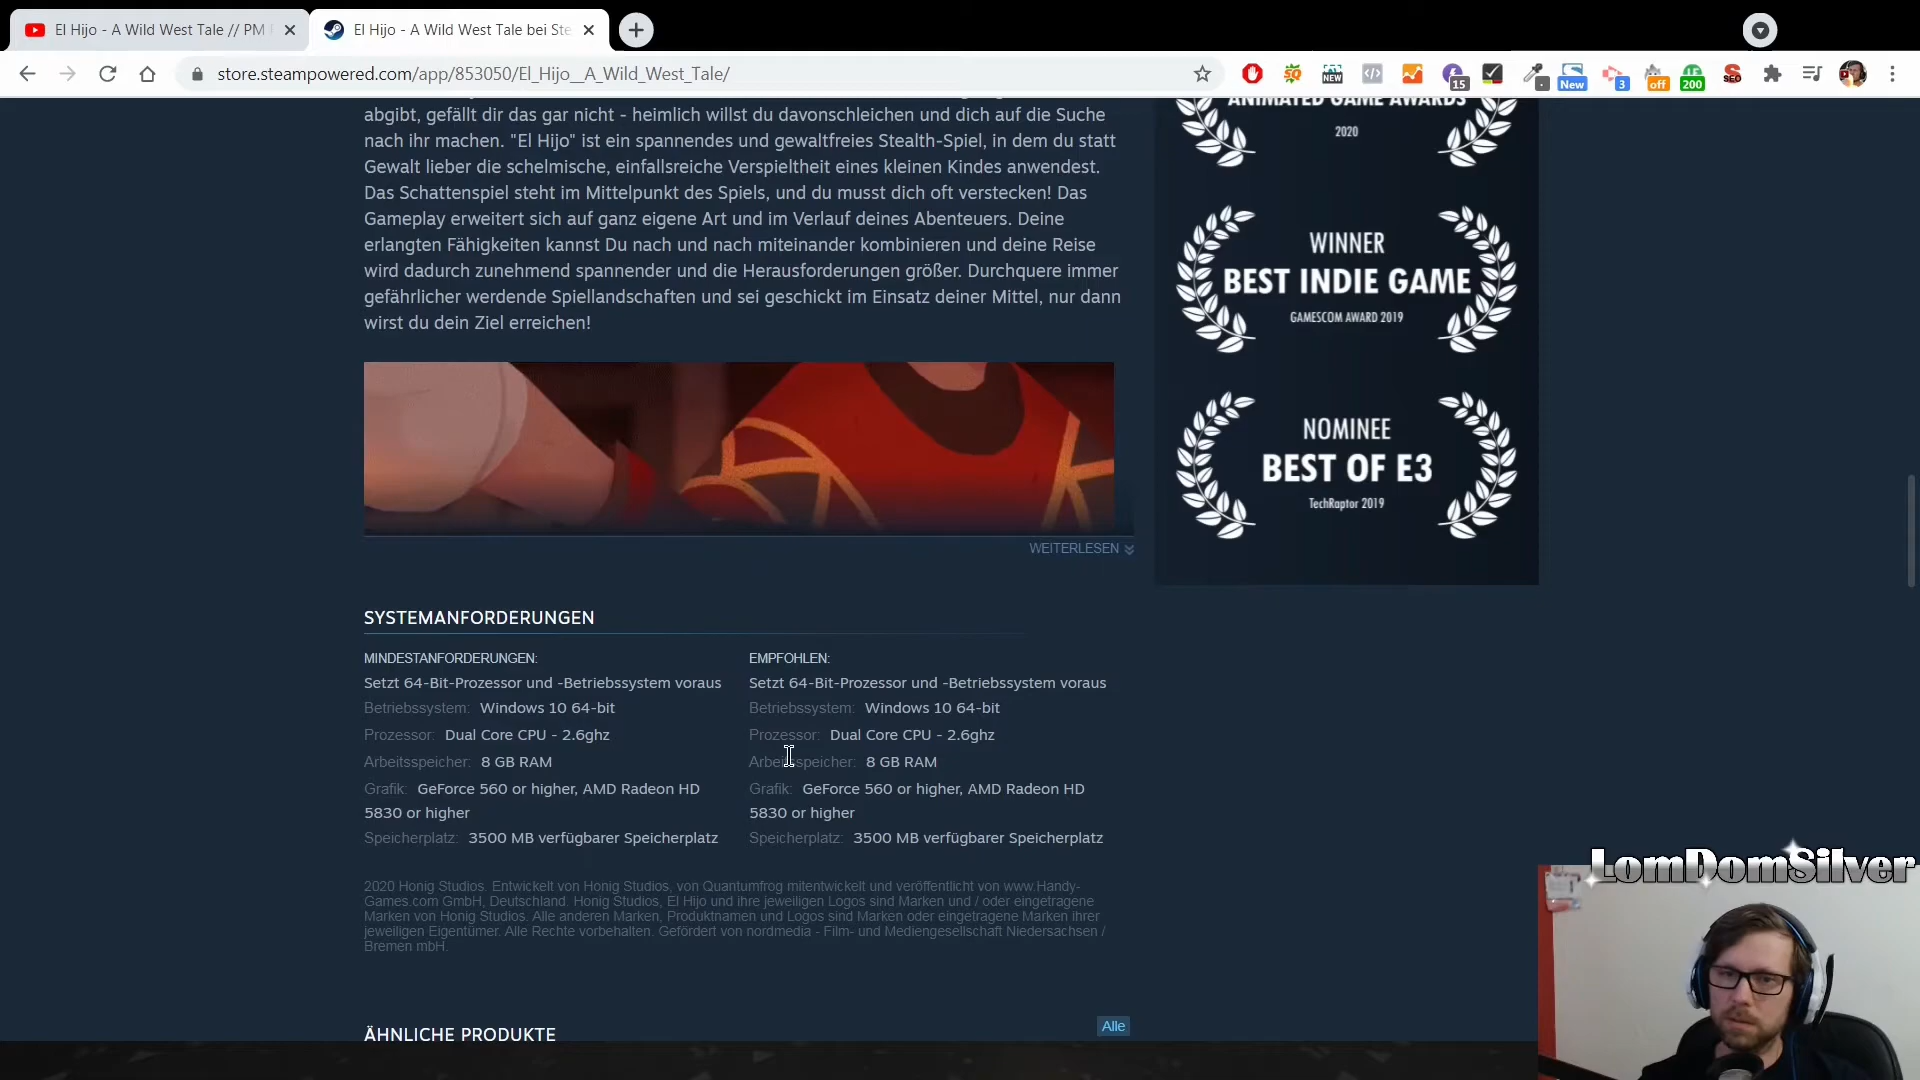 El Hijo - A Wild West Tale // PM
El Hijo - A Wild West Tale bei Ste
store.steampowered.com/app/853050/El_Hijo__A_Wild_West_Tale/
NEW
15
New
3
off
200
SEO
abgibt, gefällt dir das gar nicht - heimlich willst du davonschleichen und dich auf die Suche
nach ihr machen. "El Hijo" ist ein spannendes und gewaltfreies Stealth-Spiel, in dem du statt
Gewalt lieber die schelmische, einfallsreiche Verspieltheit eines kleinen Kindes anwendest.
Das Schattenspiel steht im Mittelpunkt des Spiels, und du musst dich oft verstecken! Das
Gameplay erweitert sich auf ganz eigene Art und im Verlauf deines Abenteuers. Deine
erlangten Fähigkeiten kannst Du nach und nach miteinander kombinieren und deine Reise
wird dadurch zunehmend spannender und die Herausforderungen größer. Durchquere immer
gefährlicher werdende Spiellandschaften und sei geschickt im Einsatz deiner Mittel, nur dann
wirst du dein Ziel erreichen!
ANIMATED GAME AWARDS
2020
WINNER
BEST INDIE GAME
GAMESCOM AWARD 2019
NOMINEE
BEST OF E3
TechRaptor 2019
WEITERLESEN
SYSTEMANFORDERUNGEN
MINDESTANFORDERUNGEN:
Setzt 64-Bit-Prozessor und -Betriebssystem voraus
Betriebssystem: Windows 10 64-bit
Prozessor: Dual Core CPU - 2.6ghz
Arbeitsspeicher: 8 GB RAM
Grafik: GeForce 560 or higher, AMD Radeon HD
5830 or higher
Speicherplatz: 3500 MB verfügbarer Speicherplatz
EMPFOHLEN:
Setzt 64-Bit-Prozessor und -Betriebssystem voraus
Betriebssystem: Windows 10 64-bit
Prozessor: Dual Core CPU - 2.6ghz
Arbeitsspeicher: 8 GB RAM
Grafik: GeForce 560 or higher, AMD Radeon HD
5830 or higher
Speicherplatz: 3500 MB verfügbarer Speicherplatz
2020 Honig Studios. Entwickelt von Honig Studios, von Quantumfrog mitentwickelt und veröffentlicht von www.Handy-
Games.com GmbH, Deutschland. Honig Studios, El Hijo und ihre jeweiligen Logos sind Marken und / oder eingetragene
Marken von Honig Studios. Alle anderen Marken, Produktnamen und Logos sind Marken oder eingetragene Marken ihrer
jeweiligen Eigentümer. Alle Rechte vorbehalten. Gefördert von nordmedia - Film- und Mediengesellschaft Niedersachsen /
Bremen mbH.
ÄHNLICHE PRODUKTE
Alle
LomDomSilver